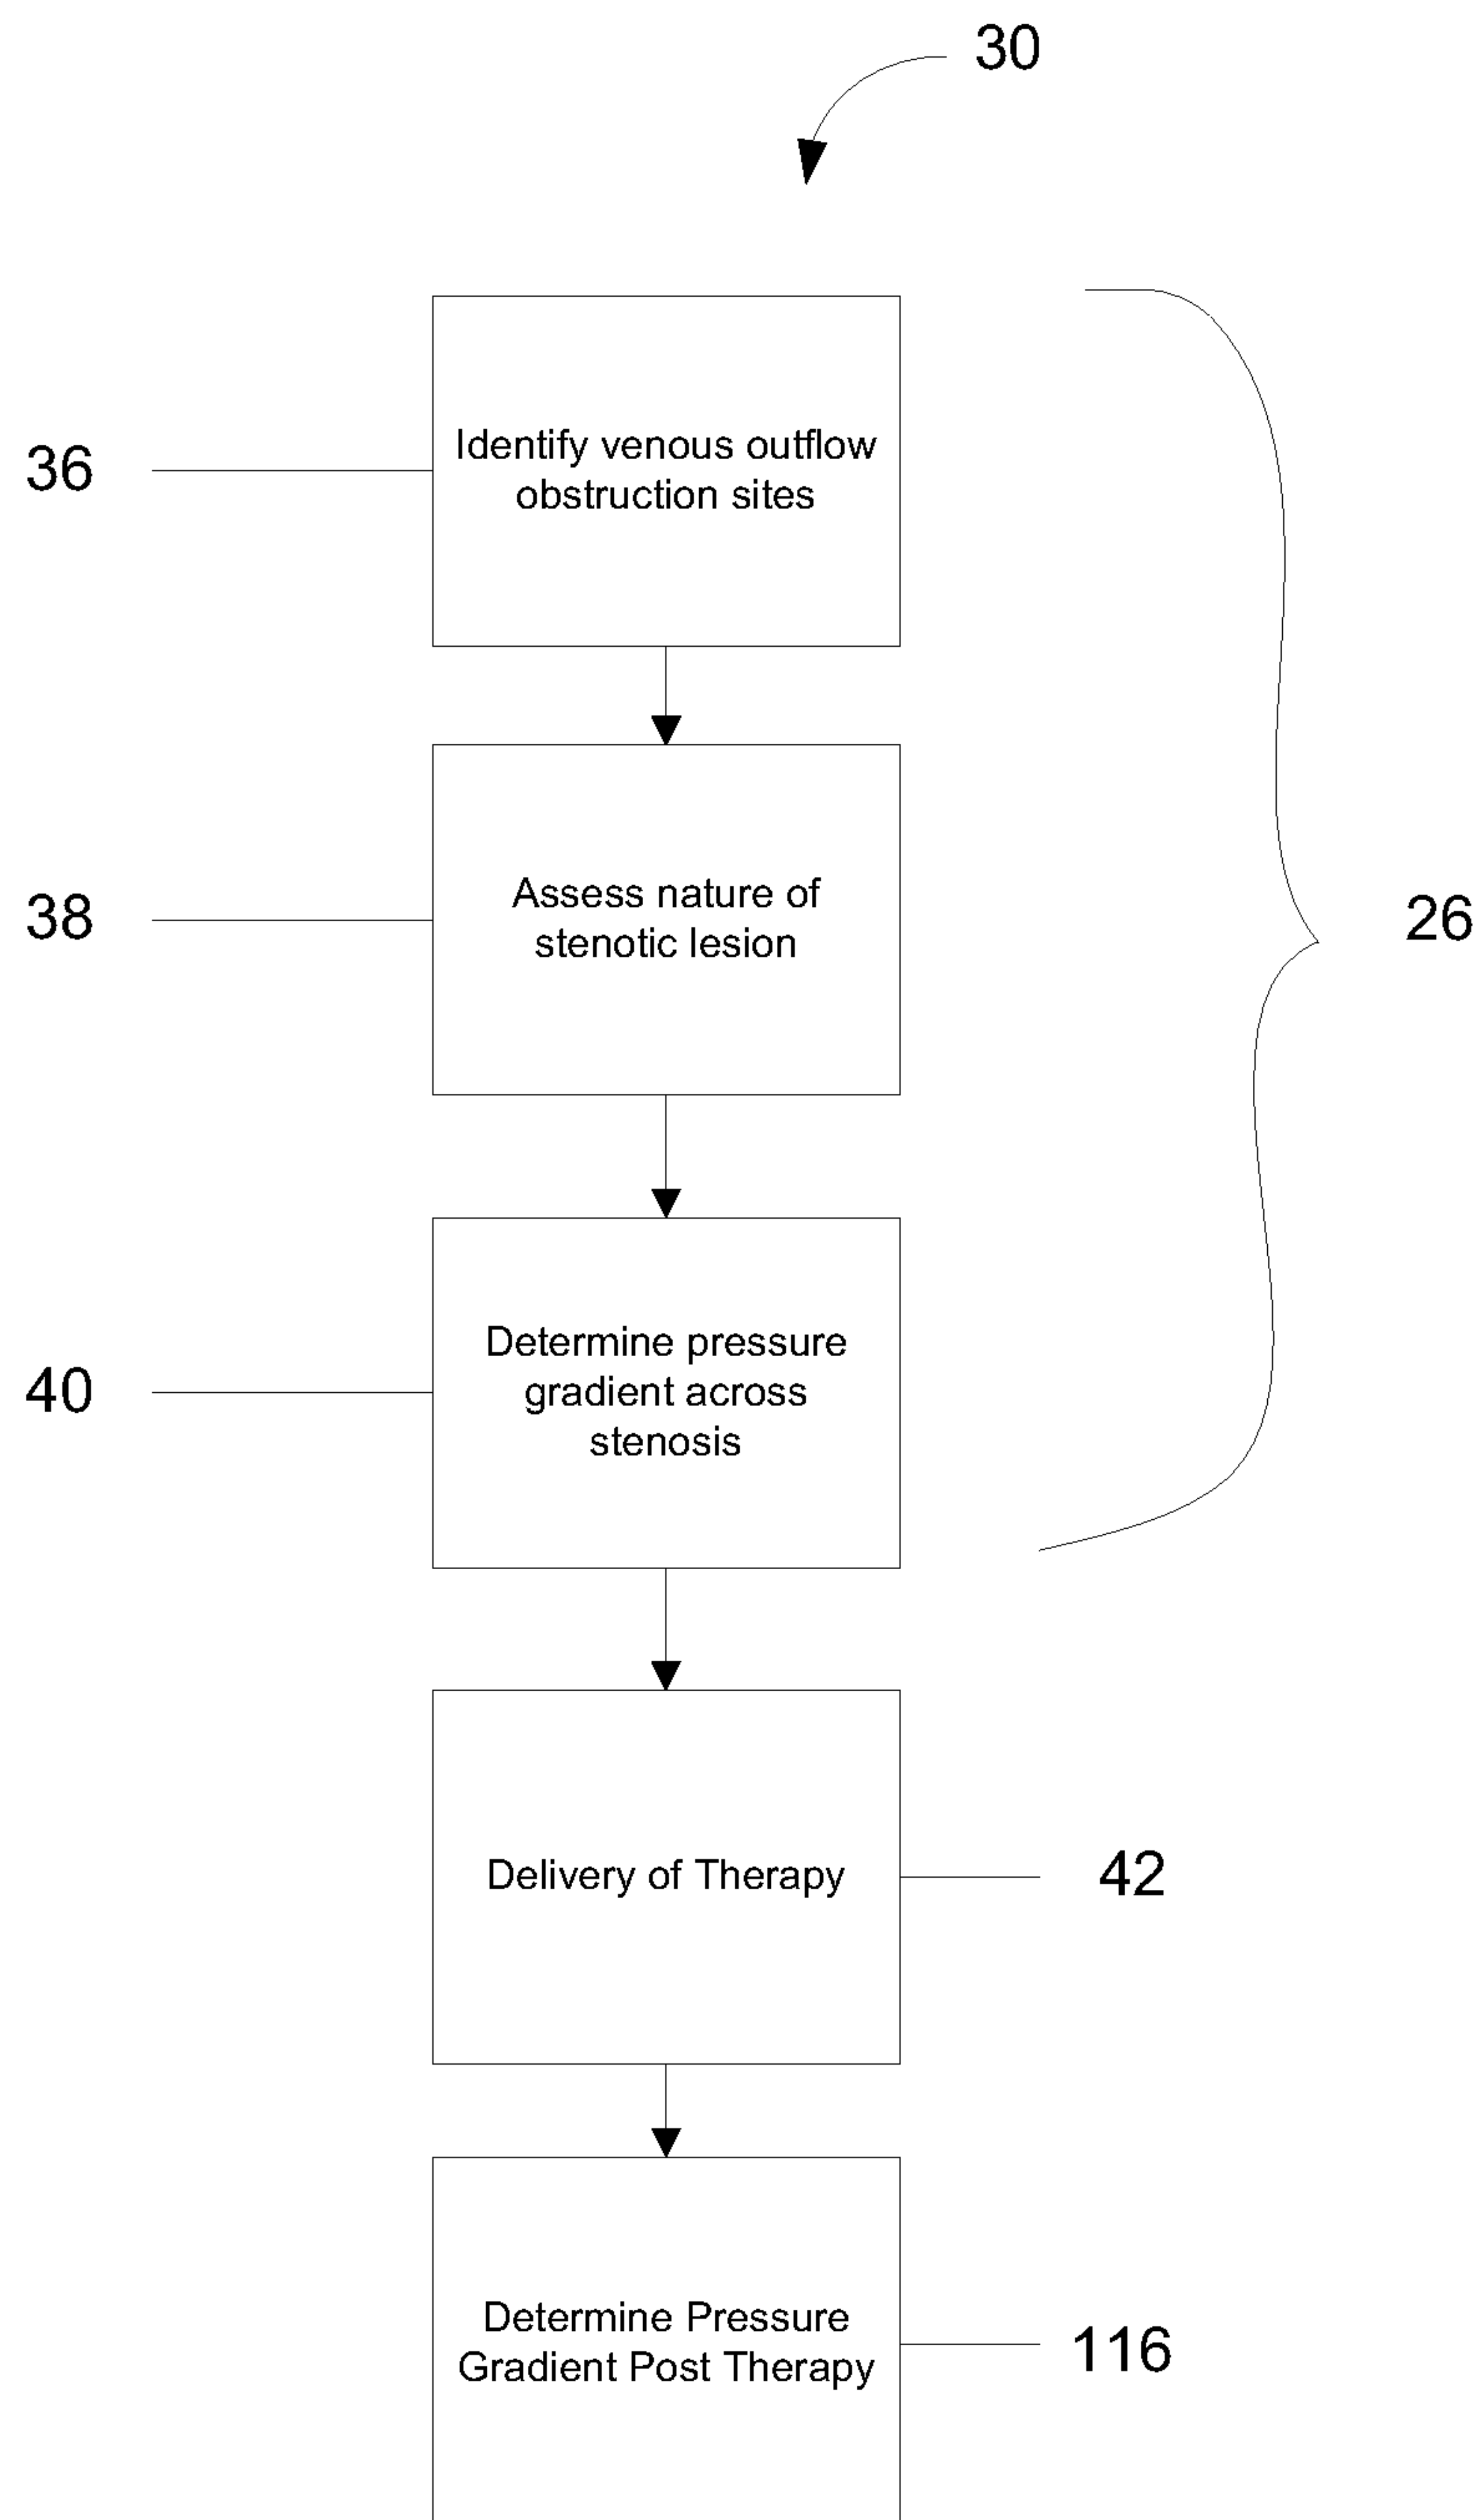 30
36
Identify venous outflow
obstruction sites
38
Assess nature of
stenotic lesion
26
40
Determine pressure
gradient across
stenosis
Delivery of Therapy
42
Determine Pressure
Gradient Post Therapy
116